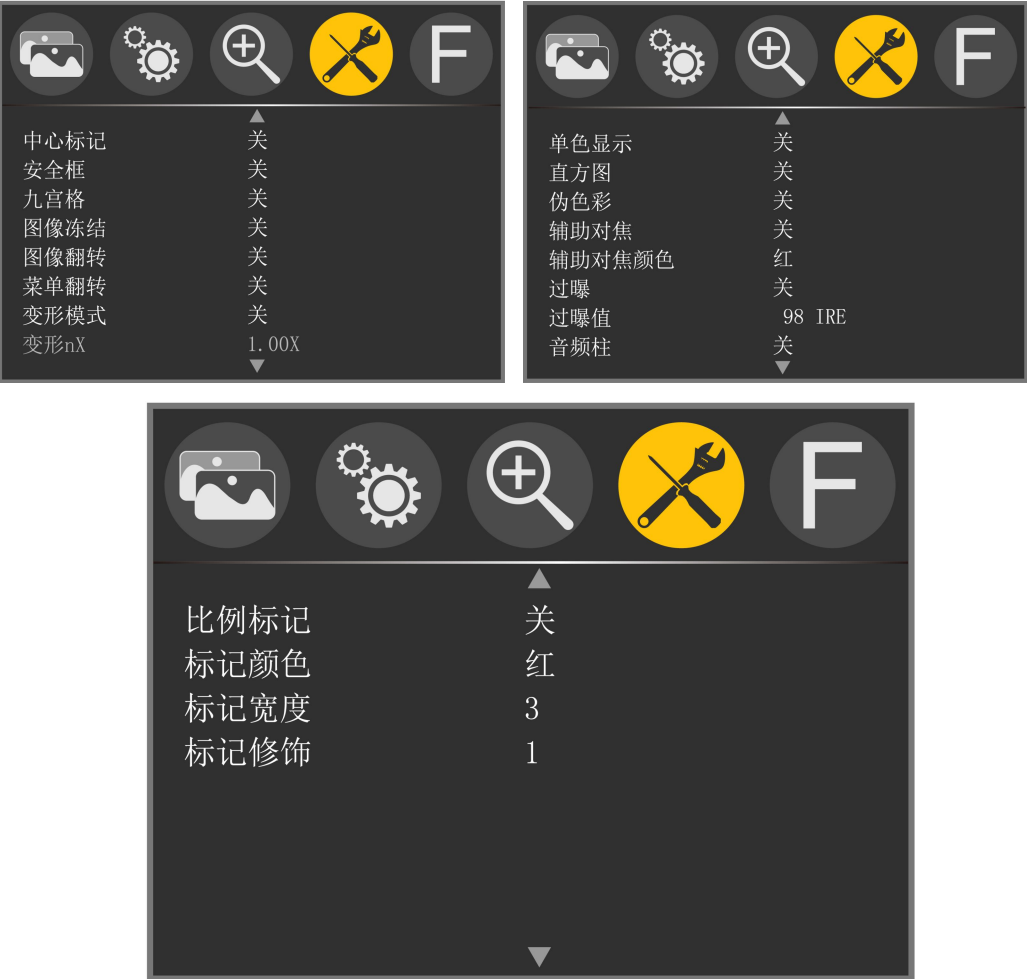 F
中心标记 关
安全框 关
九宫格 关
图像冻结 关
图像翻转 关
菜单翻转 关
变形模式 关
变形nX 1.00X
F
单色显示 关
直方图 关
伪色彩 关
辅助对焦 关
辅助对焦颜色 红
过曝 关
过曝值 98 IRE
音频柱 关
F
比例标记 关
标记颜色 红
标记宽度 3
标记修饰 1